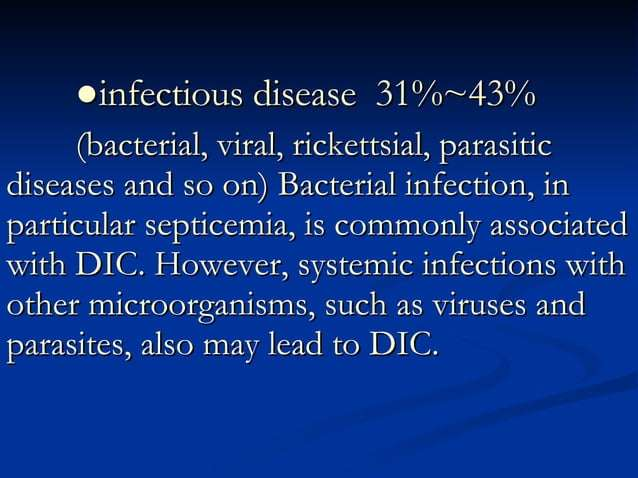 ●infectious disease  31%~43%
(bacterial, viral, rickettsial, parasitic
diseases and so on) Bacterial infection, in
particular septicemia, is commonly associated
with DIC. However, systemic infections with
other microorganisms, such as viruses and
parasites, also may lead to DIC.